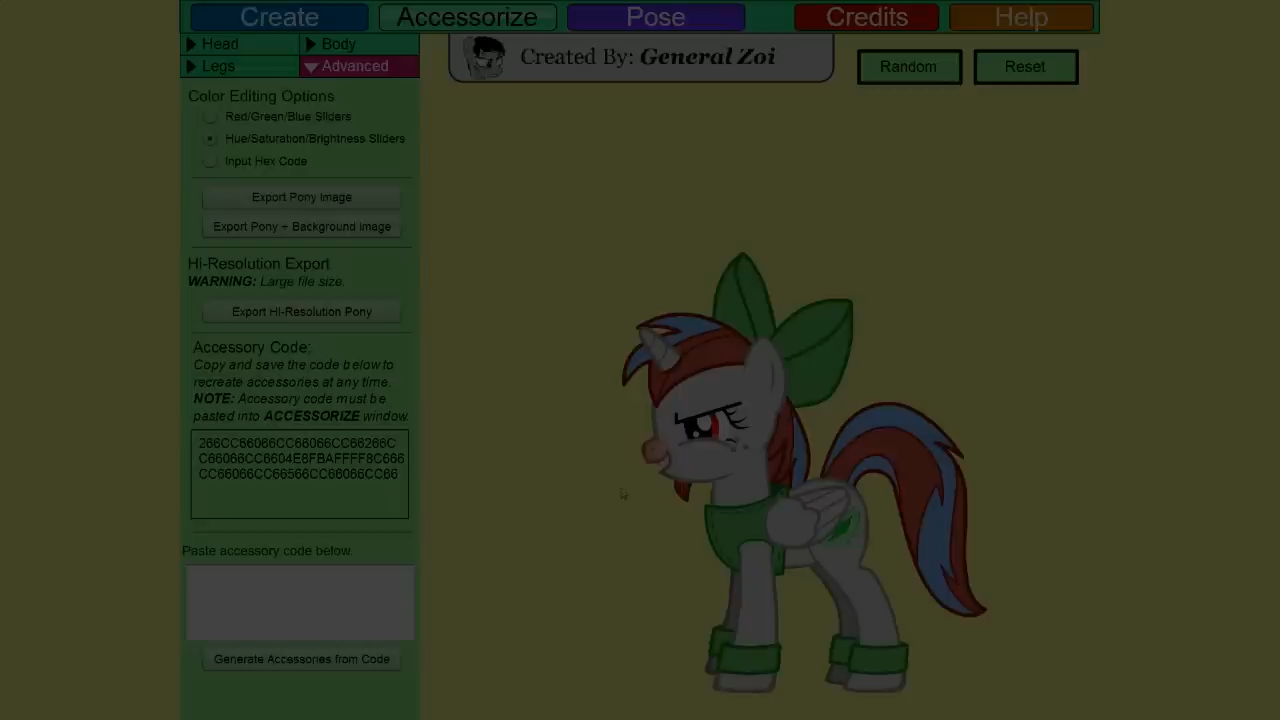 Create
Accessorize
Pose
Credits
Help
Head
Body
Legs
Advanced
Created By: General Zoi
Random
Reset
Color Editing Options
Red/Green/Blue Sliders
Hue/Saturation/Brightness Sliders
Input Hex Code
Export Pony Image
Export Pony + Background Image
Hi-Resolution Export
WARNING: Large file size.
Export Hi-Resolution Pony
Accessory Code:
Copy and save the code below to
recreate accessories at any time.
NOTE: Accessory code must be
pasted into ACCESSORIZE window.
266CC66066CC66066CC66266C
C66066CC6604E8FBAFFFF8C666
CC66066CC66566CC66066CC66
Paste accessory code below.
Generate Accessories from Code